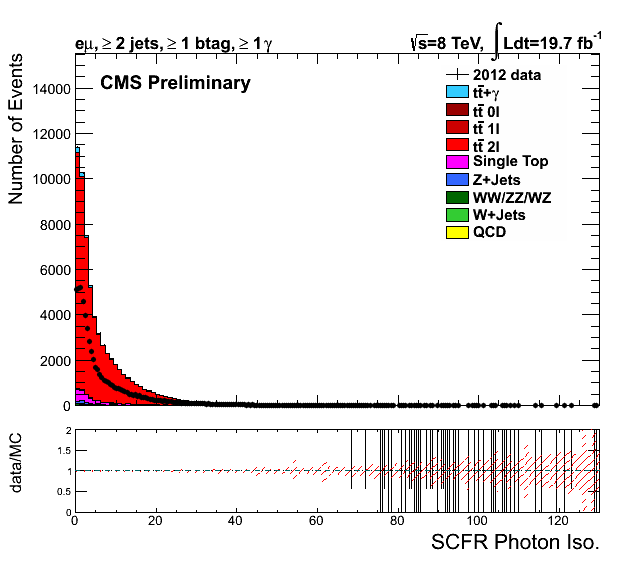 eμ, ≥ 2 jets, ≥ 1 btag, ≥ 1γ
√s=8 TeV, ∫Ldt=19.7 fb⁻¹
CMS Preliminary
2012 data
tt̄+γ
tt̄ 0l
tt̄ 1l
tt̄ 2l
Single Top
Z+Jets
WW/ZZ/WZ
W+Jets
QCD
Number of Events
14000
12000
10000
8000
6000
4000
2000
0
data/MC
2
1.5
1
0.5
0
0 20 40 60 80 100 120
SCFR Photon Iso.